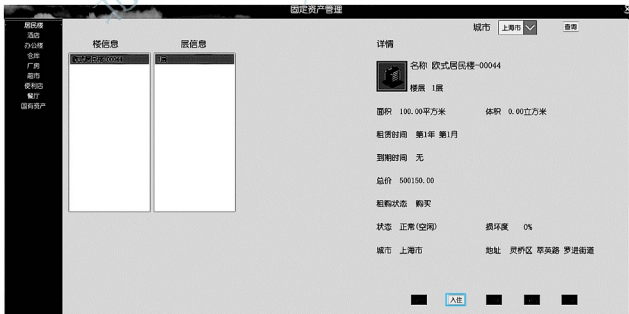 固定资产管理
居民楼
酒店
办公楼
仓库
厂房
超市
便利店
餐厅
国有资产
城市 上海市 查询
楼信息 层信息 详情
欧式居民楼-00044 1层
名称 欧式居民楼-00044
楼层 1层
面积 100.00平方米 体积 0.00立方米
租赁时间 第1年 第1月
到期时间 无
总价 500150.00
租购状态 购买
状态 正常(空闲) 损坏度 0%
城市 上海市 地址 灵桥区 萃英路 罗进街道
入住